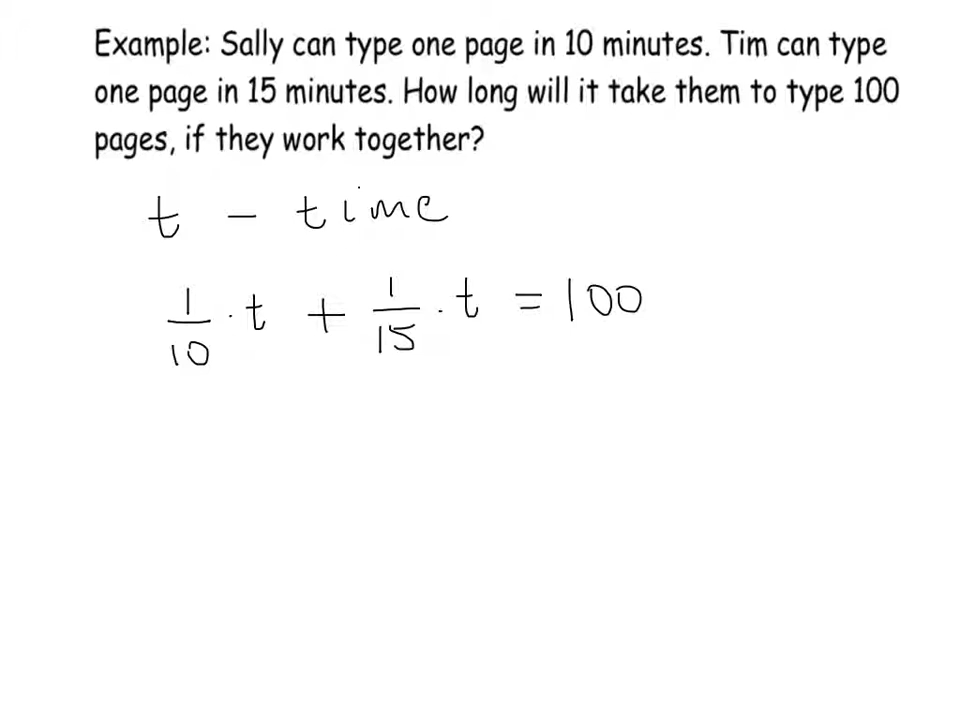 Example: Sally can type one page in 10 minutes. Tim can type
one page in 15 minutes. How long will it take them to type 100
pages, if they work together?
t - time
1/10 · t + 1/15 · t = 100